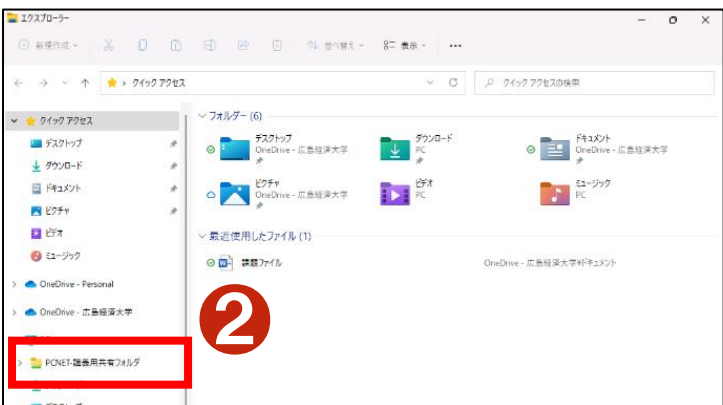 エクスプローラー
新規作成
並べ替え
表示
クイック アクセス
クイック アクセスの検索
クイック アクセス
デスクトップ
ダウンロード
ドキュメント
ピクチャ
ビデオ
ミュージック
OneDrive - Personal
OneDrive - 広島経済大学
PCNET-講義用共有フォルダ
フォルダー (6)
デスクトップ
OneDrive - 広島経済大学
ダウンロード
PC
ドキュメント
OneDrive - 広島経済大学
ピクチャ
OneDrive - 広島経済大学
ビデオ
PC
ミュージック
PC
最近使用したファイル (1)
課題ファイル
OneDrive - 広島経済大学¥ドキュメント
2